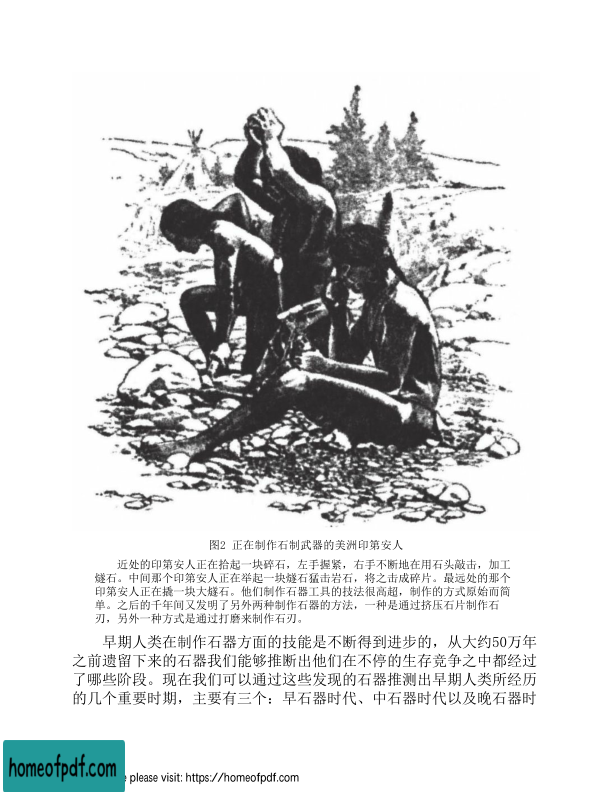 图2 正在制作石制武器的美洲印第安人
近处的印第安人正在拾起一块碎石，左手握紧，右手不断地在用石头敲击，加工
燧石。中间那个印第安人正在举起一块燧石猛击岩石，将之击成碎片。最远处的那个
印第安人正在撬一块大燧石。他们制作石器工具的技法很高超，制作的方式原始而简
单。之后的千年间又发明了另外两种制作石器的方法，一种是通过挤压石片制作石
刃，另外一种方式是通过打磨来制作石刃。
早期人类在制作石器方面的技能是不断得到进步的，从大约50万年
之前遗留下来的石器我们能够推断出他们在不停的生存竞争之中都经过
了哪些阶段。现在我们可以通过这些发现的石器推测出早期人类所经历
的几个重要时期，主要有三个：早石器时代、中石器时代以及晚石器时
homeofpdf.com
e please visit: https://homeofpdf.com